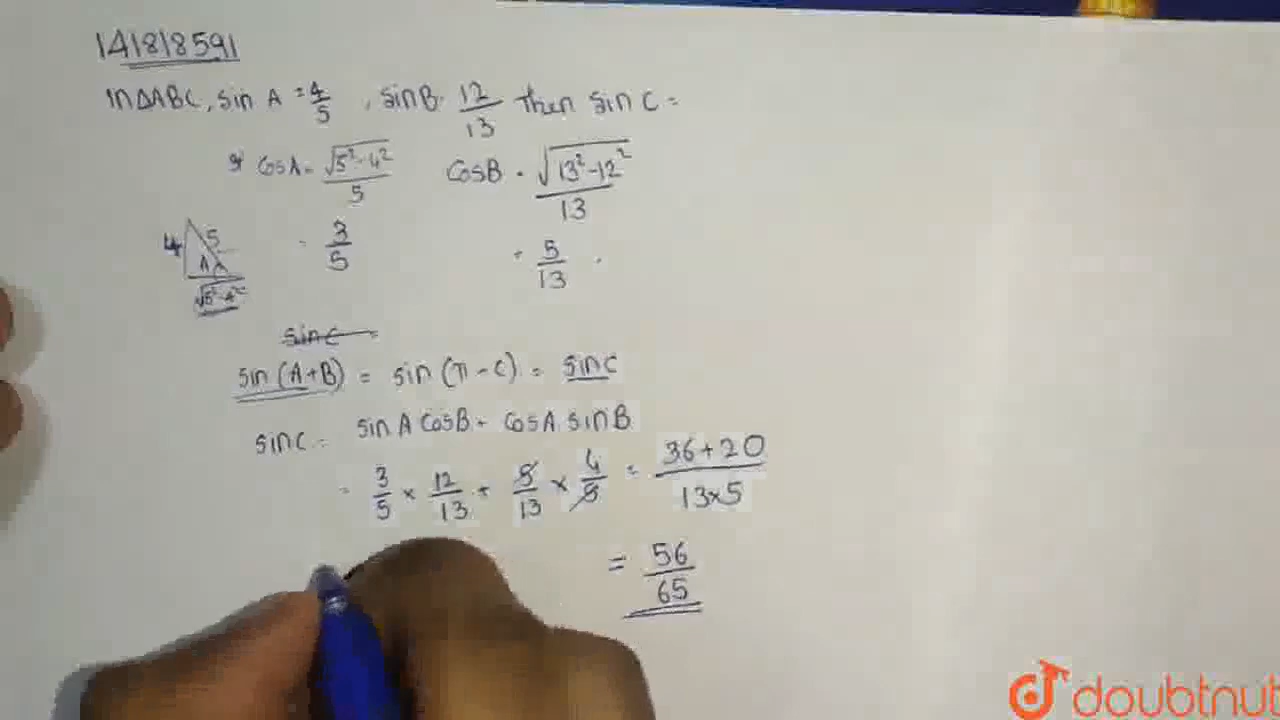 141818591
In ΔABC, sin A = 4/5 , sin B · 12/13 Then sin C =
cos A = √(5²-4²)/5 cos B = √(13²-12²)/13
= 3/5 = 5/13 .
4 5 A √(5²-4²)
sin C =
sin (A+B) = sin (π - C) = sin C
sin C = sin A cos B + cos A sin B
= 3/5 × 12/13 + 5/13 × 4/5 = 36+20/13×5
= 56/65
doubtnut